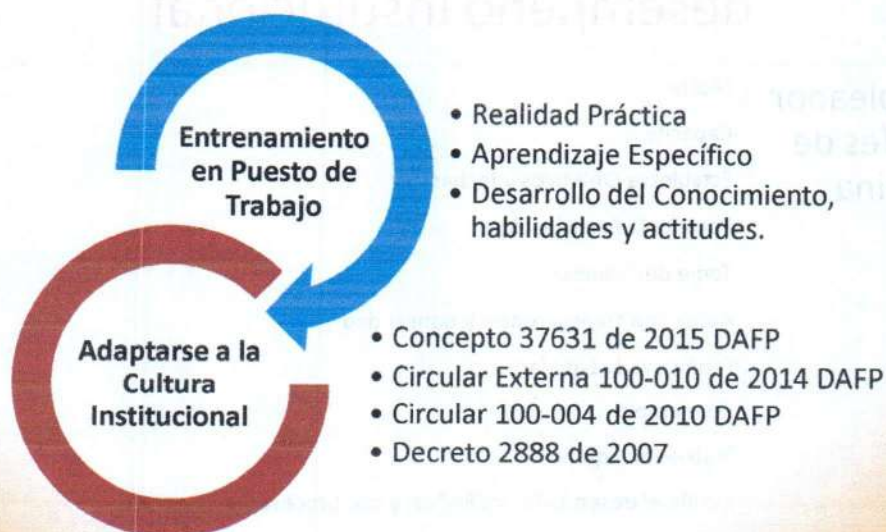 Entrenamiento
en Puesto de
Trabajo
• Realidad Práctica
• Aprendizaje Específico
• Desarrollo del Conocimiento,
habilidades y actitudes.
Adaptarse a la
Cultura
Institucional
• Concepto 37631 de 2015 DAFP
• Circular Externa 100-010 de 2014 DAFP
• Circular 100-004 de 2010 DAFP
• Decreto 2888 de 2007